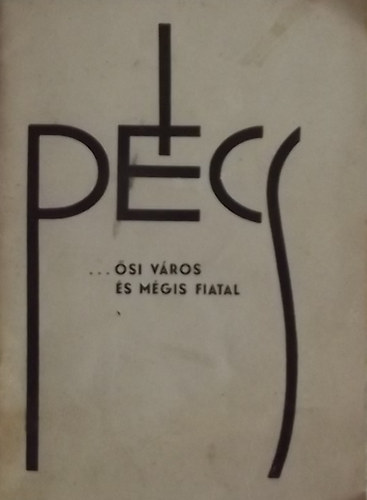 PÉCS
... ŐSI VÁROS
ÉS MÉGIS FIATAL